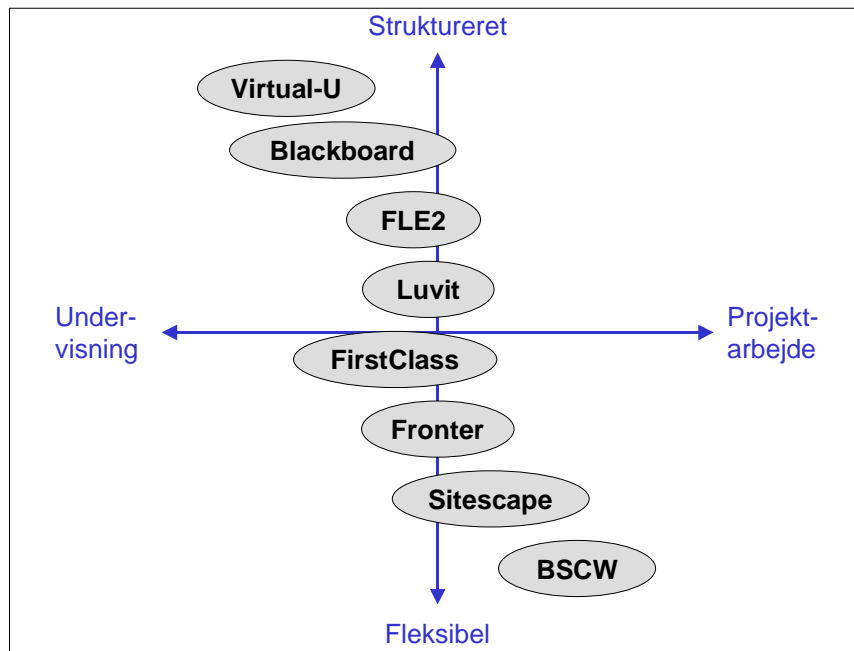 Struktureret
Virtual-U
Blackboard
FLE2
Luvit
Under-
visning
Projekt-
arbejde
FirstClass
Fronter
Sitescape
BSCW
Fleksibel